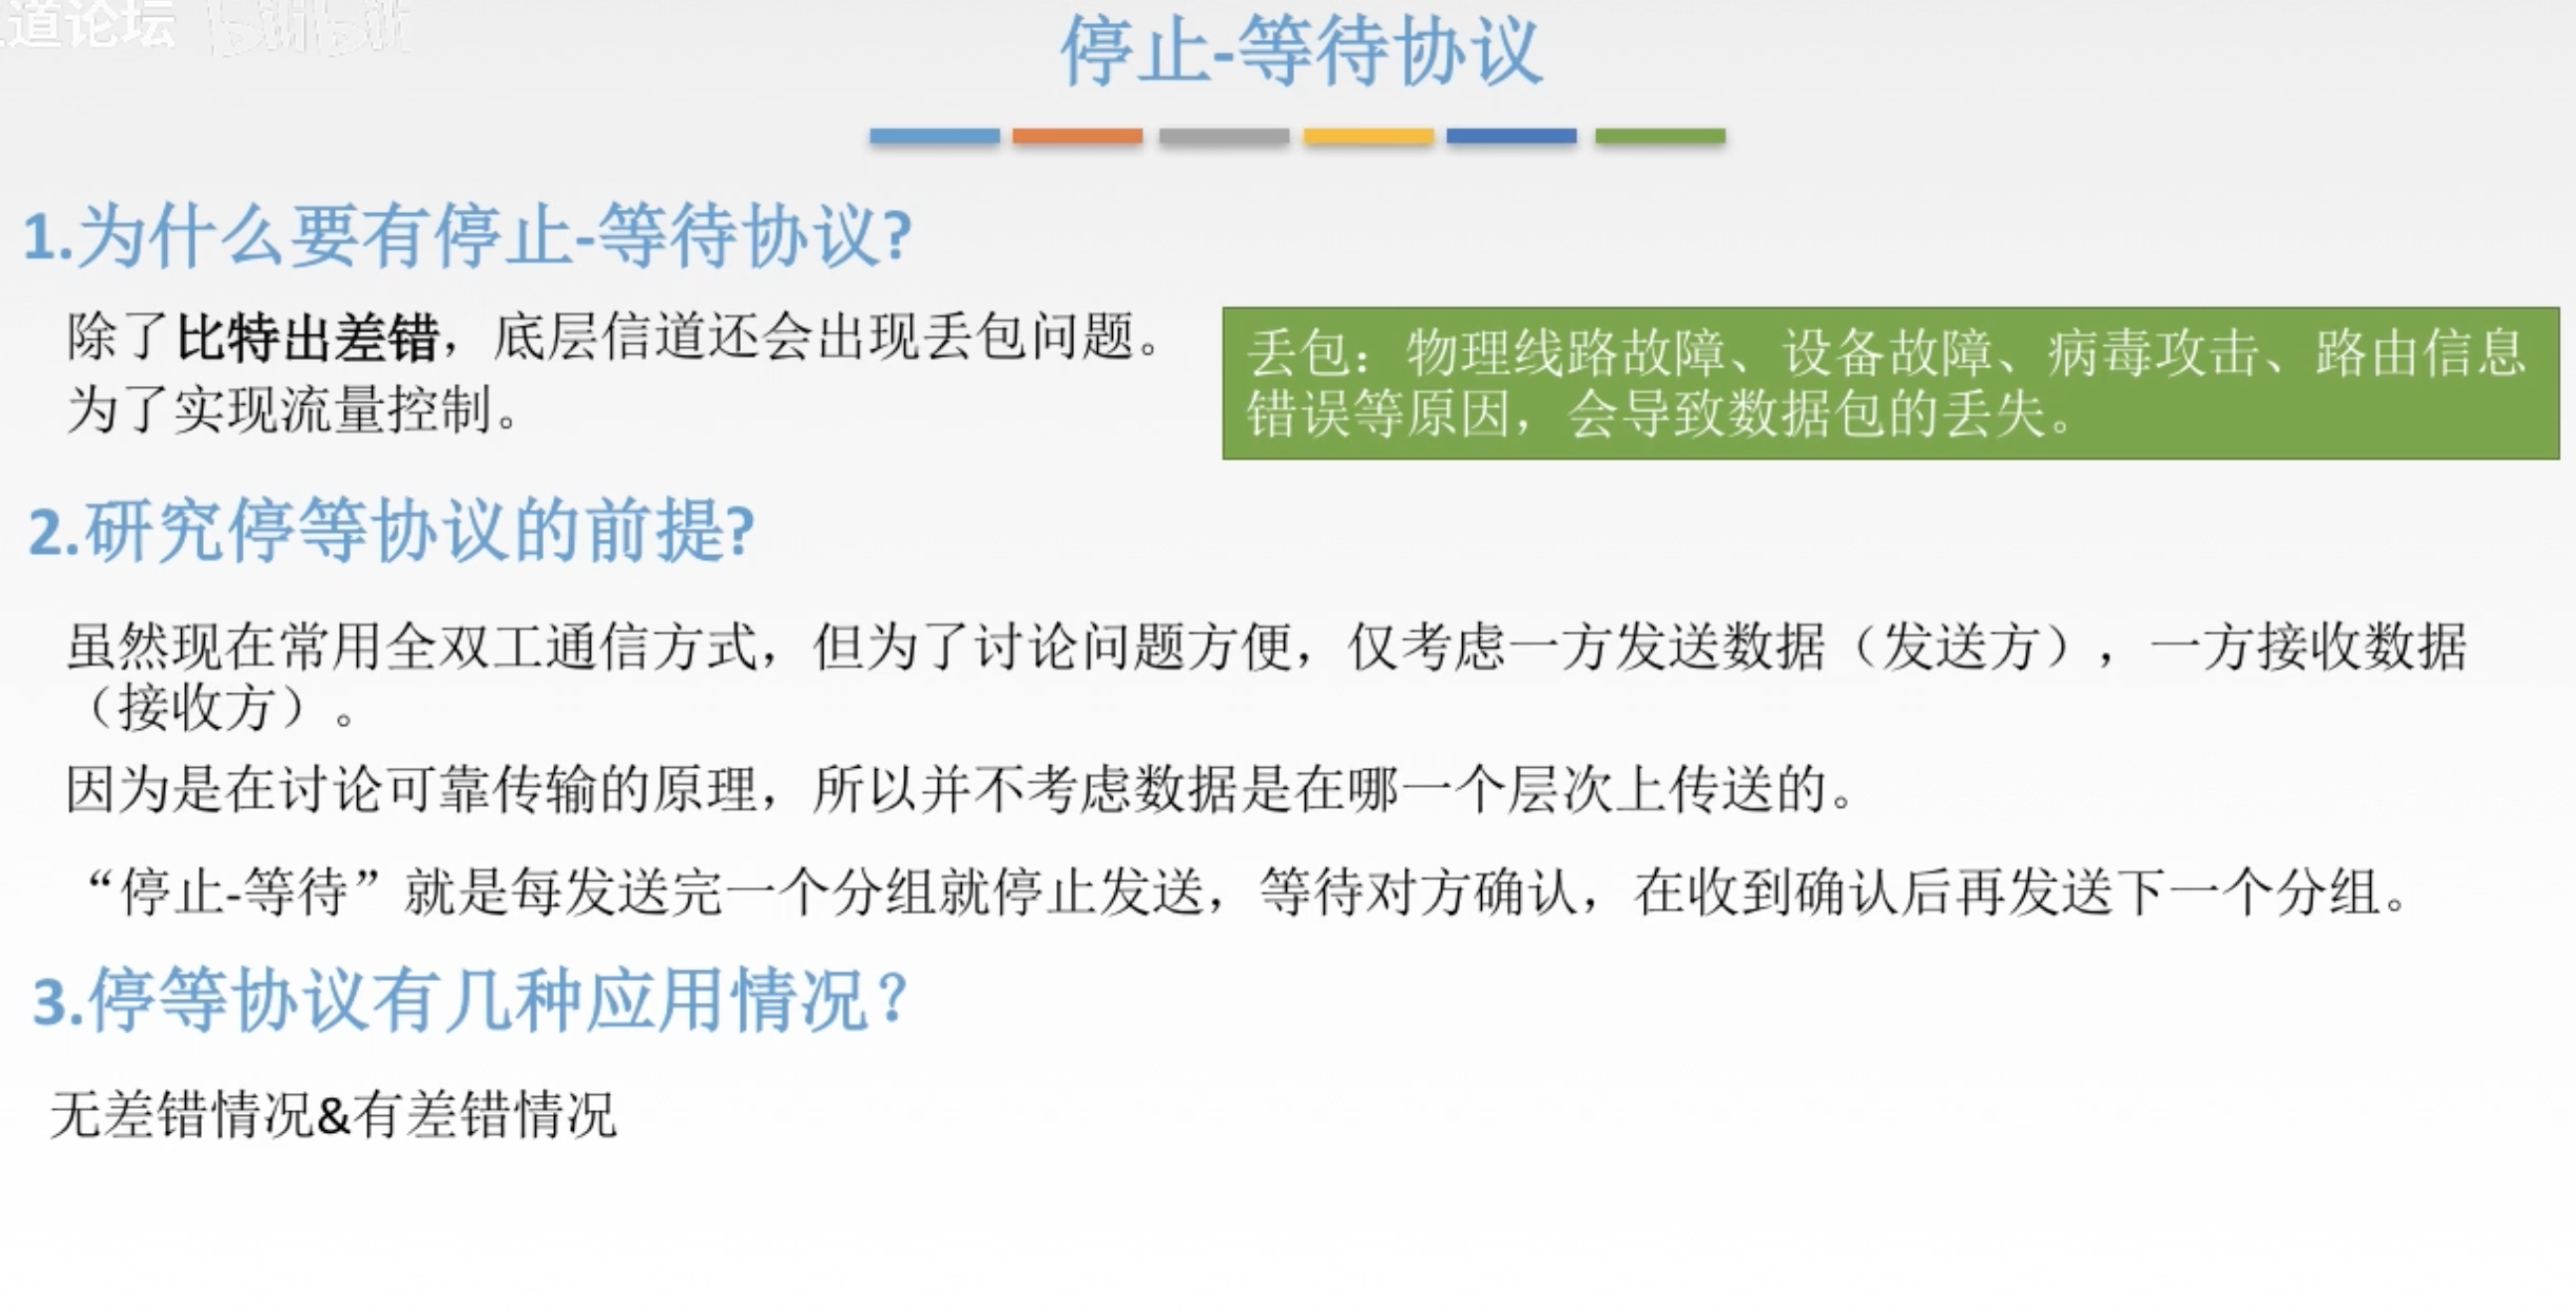 道论坛 bilibili
停止-等待协议
1.为什么要有停止-等待协议?
除了比特出差错，底层信道还会出现丢包问题。
为了实现流量控制。
丢包：物理线路故障、设备故障、病毒攻击、路由信息
错误等原因，会导致数据包的丢失。
2.研究停等协议的前提?
虽然现在常用全双工通信方式，但为了讨论问题方便，仅考虑一方发送数据（发送方），一方接收数据
（接收方）。
因为是在讨论可靠传输的原理，所以并不考虑数据是在哪一个层次上传送的。
“停止-等待”就是每发送完一个分组就停止发送，等待对方确认，在收到确认后再发送下一个分组。
3.停等协议有几种应用情况？
无差错情况&有差错情况